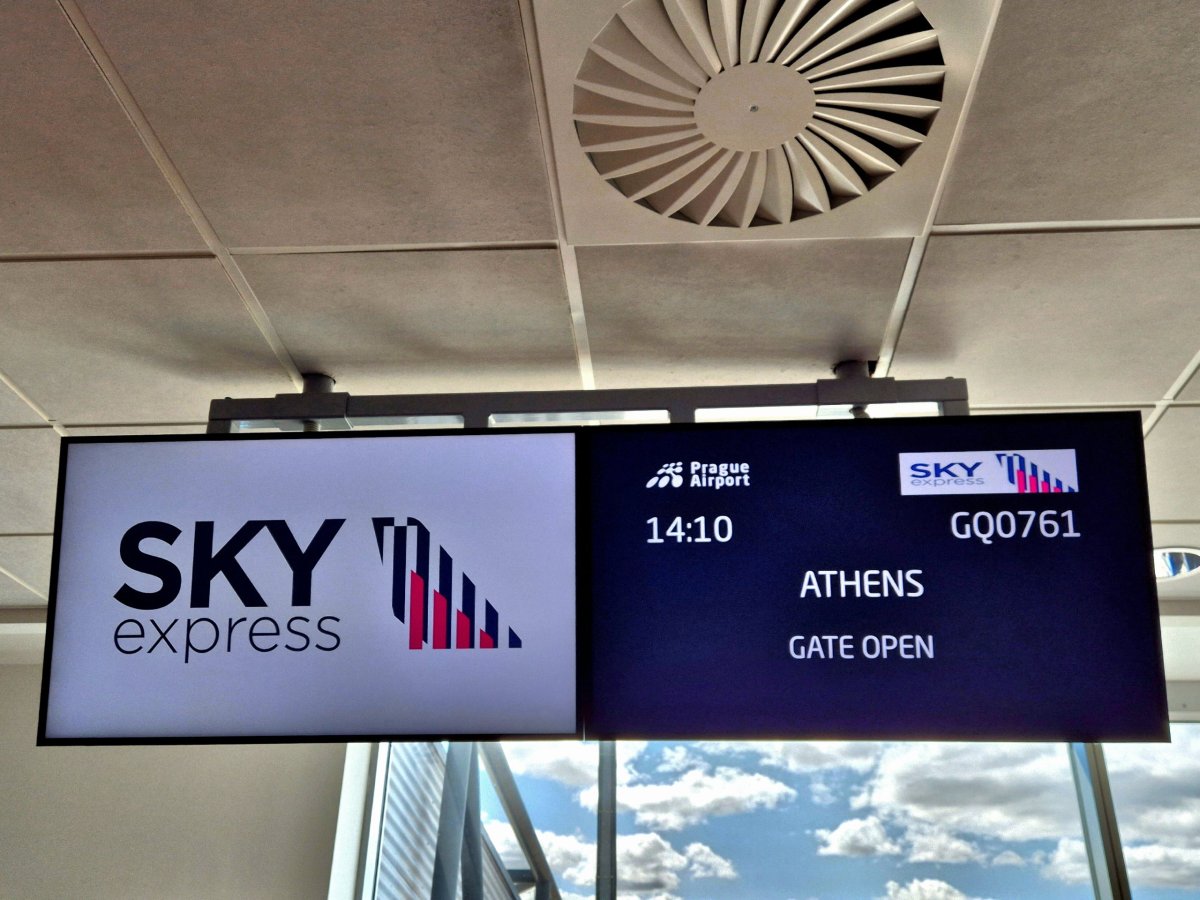 SKY
express
Prague
Airport
SKY
express
14:10
GQ0761
ATHENS
GATE OPEN